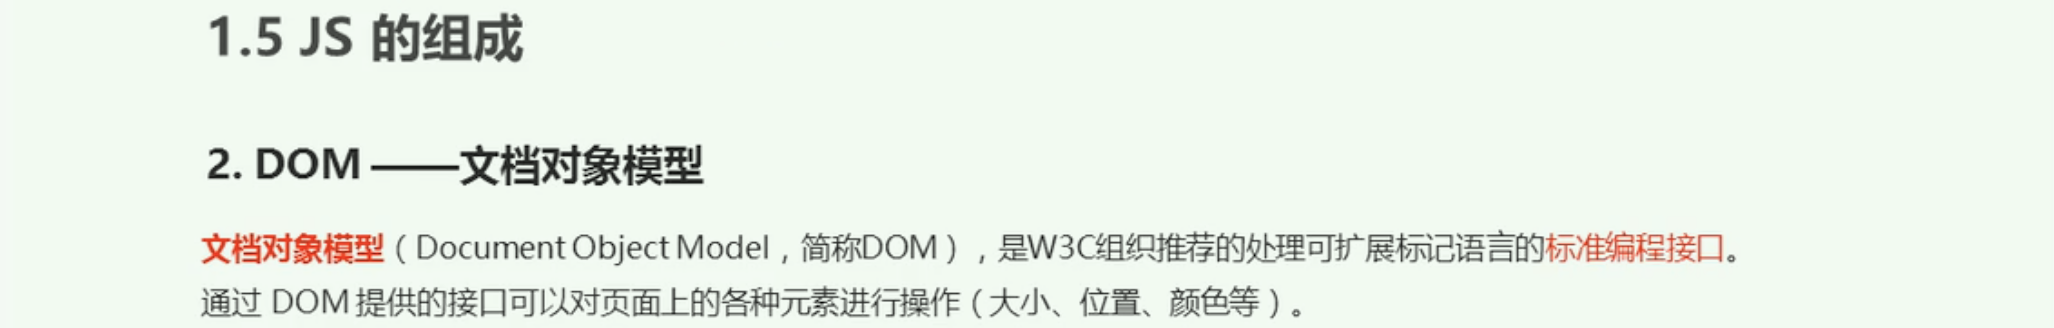 1.5 JS 的组成
2. DOM ——文档对象模型
文档对象模型（Document Object Model，简称DOM），是W3C组织推荐的处理可扩展标记语言的标准编程接口。
通过 DOM 提供的接口可以对页面上的各种元素进行操作（大小、位置、颜色等）。